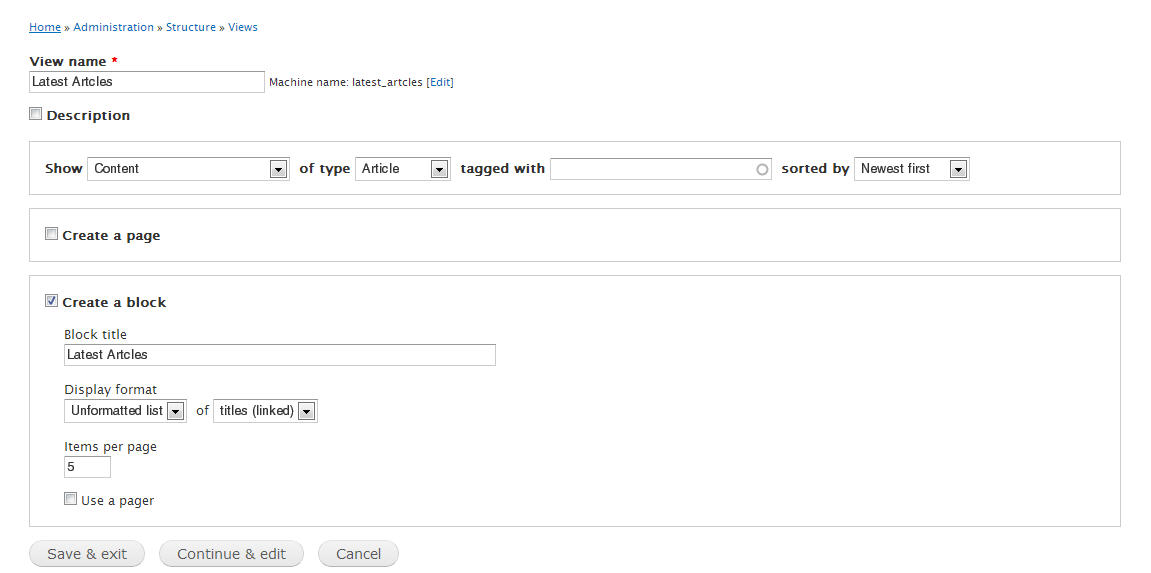 Home » Administration » Structure » Views
View name *
Latest Artcles Machine name: latest_artcles [Edit]
Description
Show Content of type Article tagged with sorted by Newest first
Create a page
Create a block
Block title
Latest Artcles
Display format
Unformatted list of titles (linked)
Items per page
5
Use a pager
Save & exit Continue & edit Cancel